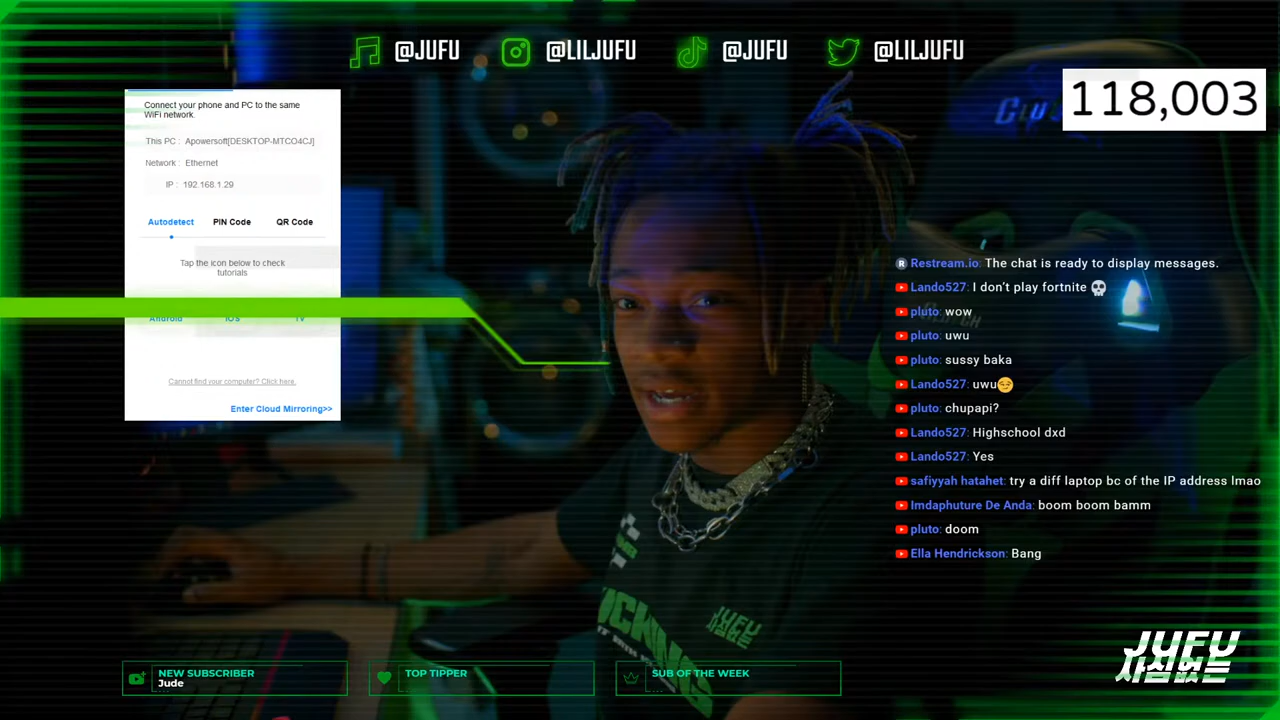 @JUFU @LILJUFU @JUFU @LILJUFU
118,003
Connect your phone and PC to the same
WiFi network
This PC : Apowersoft[DESKTOP-MTCO4CJ]
Network : Ethernet
IP : 192.168.1.29
Autodetect PIN Code QR Code
Tap the icon below to check
tutorials
Android iOS TV
Cannot find your computer? Click here.
Enter Cloud Mirroring>>
Restream.io: The chat is ready to display messages.
Lando527: I don't play fortnite 💀
pluto: wow
pluto: uwu
pluto: sussy baka
Lando527: uwu😏
pluto: chupapi?
Lando527: Highschool dxd
Lando527: Yes
safiyyah hatahet: try a diff laptop bc of the IP address lmao
Imdaphuture De Anda: boom boom bamm
pluto: doom
Ella Hendrickson: Bang
JUFU
NEW SUBSCRIBER
Jude
TOP TIPPER
SUB OF THE WEEK
JUFU